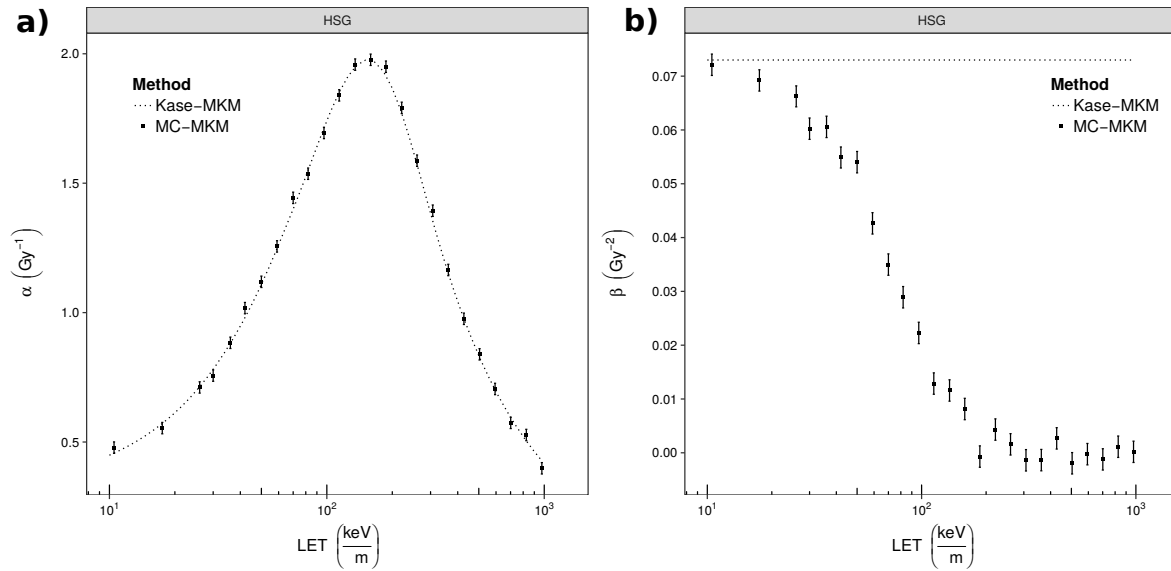 a)
HSG
2.0
1.5
1.0
0.5
α (Gy⁻¹)
Method
Kase−MKM
MC−MKM
10¹
10²
10³
LET (keV/m)
b)
HSG
0.07
0.06
0.05
0.04
0.03
0.02
0.01
0.00
β (Gy⁻²)
Method
Kase−MKM
MC−MKM
10¹
10²
10³
LET (keV/m)